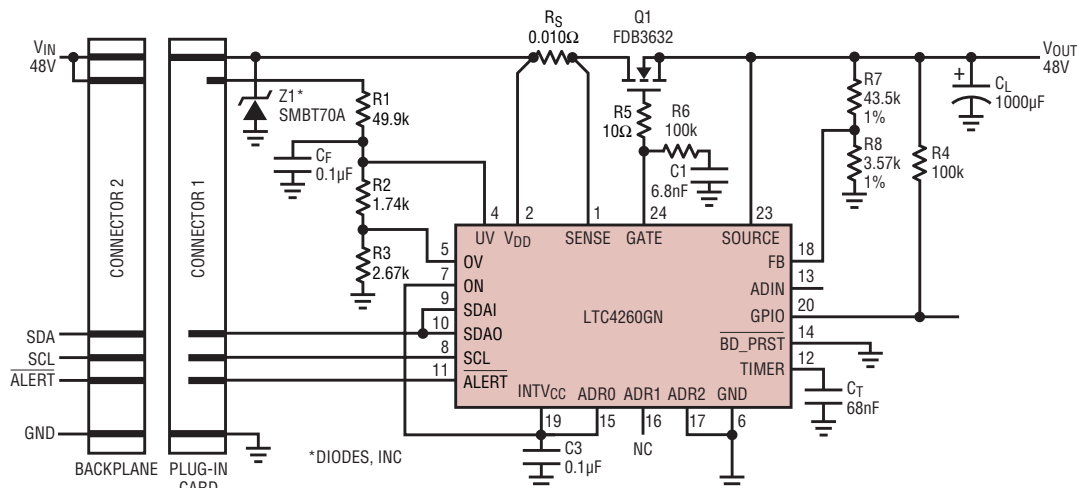 RS
0.010Ω
Q1
FDB3632
VIN
48V
VOUT
48V
Z1*
SMBT70A
R1
49.9k
R5
10Ω
R6
100k
R7
43.5k
1%
+
CL
1000µF
CF
0.1µF
C1
6.8nF
R8
3.57k
1%
R4
100k
R2
1.74k
CONNECTOR 2
CONNECTOR 1
4
2
1
24
23
UV
VDD
SENSE
GATE
SOURCE
R3
2.67k
5
OV
FB
18
7
ON
ADIN
13
9
SDAI
LTC4260GN
GPIO
20
SDA
10
SDAO
BD_PRST
14
SCL
8
SCL
TIMER
12
ALERT
11
ALERT
CT
68nF
INTVCC
ADR0
ADR1
ADR2
GND
19
15
16
17
6
GND
NC
C3
0.1µF
*DIODES, INC
BACKPLANE
PLUG-IN
CARD